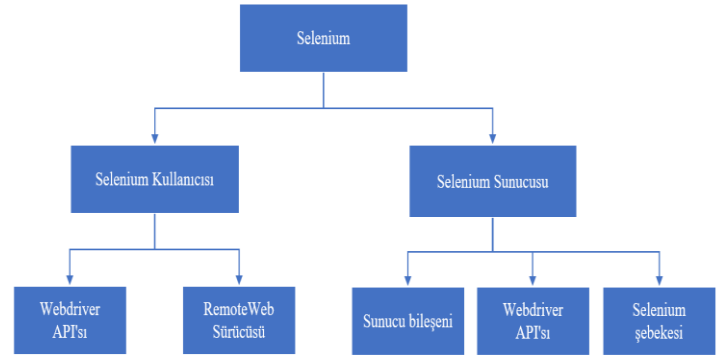 Selenium
Selenium Kullanıcısı
Selenium Sunucusu
Webdriver
API'sı
RemoteWeb
Sürücüsü
Sunucu bileşeni
Webdriver
API'sı
Selenium
şebekesi